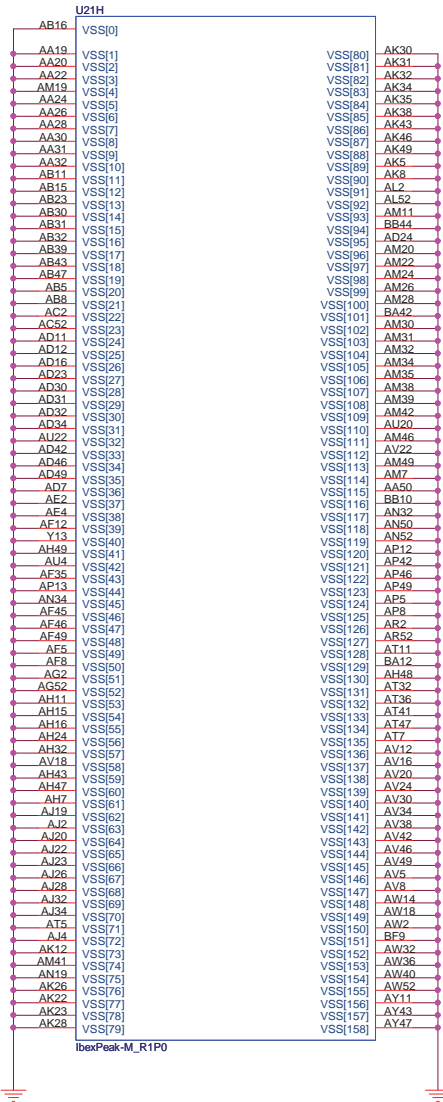 U21H
AB16 VSS[0]
AA19 VSS[1] VSS[80] AK30
AA20 VSS[2] VSS[81] AK31
AA22 VSS[3] VSS[82] AK32
AM19 VSS[4] VSS[83] AK34
AA24 VSS[5] VSS[84] AK35
AA26 VSS[6] VSS[85] AK38
AA28 VSS[7] VSS[86] AK43
AA30 VSS[8] VSS[87] AK46
AA31 VSS[9] VSS[88] AK49
AA32 VSS[10] VSS[89] AK5
AB11 VSS[11] VSS[90] AK8
AB15 VSS[12] VSS[91] AL2
AB23 VSS[13] VSS[92] AL52
AB30 VSS[14] VSS[93] AM11
AB31 VSS[15] VSS[94] BB44
AB32 VSS[16] VSS[95] AD24
AB39 VSS[17] VSS[96] AM20
AB43 VSS[18] VSS[97] AM22
AB47 VSS[19] VSS[98] AM24
AB5 VSS[20] VSS[99] AM26
AB8 VSS[21] VSS[100] AM28
AC2 VSS[22] VSS[101] BA42
AC52 VSS[23] VSS[102] AM30
AD11 VSS[24] VSS[103] AM31
AD12 VSS[25] VSS[104] AM32
AD16 VSS[26] VSS[105] AM34
AD23 VSS[27] VSS[106] AM35
AD30 VSS[28] VSS[107] AM38
AD31 VSS[29] VSS[108] AM39
AD32 VSS[30] VSS[109] AM42
AD34 VSS[31] VSS[110] AU20
AU22 VSS[32] VSS[111] AM46
AD42 VSS[33] VSS[112] AV22
AD46 VSS[34] VSS[113] AM49
AD49 VSS[35] VSS[114] AM7
AD7 VSS[36] VSS[115] AA50
AE2 VSS[37] VSS[116] BB10
AE4 VSS[38] VSS[117] AN32
AF12 VSS[39] VSS[118] AN50
Y13 VSS[40] VSS[119] AN52
AH49 VSS[41] VSS[120] AP12
AU4 VSS[42] VSS[121] AP42
AF35 VSS[43] VSS[122] AP46
AP13 VSS[44] VSS[123] AP49
AN34 VSS[45] VSS[124] AP5
AF45 VSS[46] VSS[125] AP8
AF46 VSS[47] VSS[126] AR2
AF49 VSS[48] VSS[127] AR52
AF5 VSS[49] VSS[128] AT11
AF8 VSS[50] VSS[129] BA12
AG2 VSS[51] VSS[130] AH48
AG52 VSS[52] VSS[131] AT32
AH11 VSS[53] VSS[132] AT36
AH15 VSS[54] VSS[133] AT41
AH16 VSS[55] VSS[134] AT47
AH24 VSS[56] VSS[135] AT7
AH32 VSS[57] VSS[136] AV12
AV18 VSS[58] VSS[137] AV16
AH43 VSS[59] VSS[138] AV20
AH47 VSS[60] VSS[139] AV24
AH7 VSS[61] VSS[140] AV30
AJ19 VSS[62] VSS[141] AV34
AJ2 VSS[63] VSS[142] AV38
AJ20 VSS[64] VSS[143] AV42
AJ22 VSS[65] VSS[144] AV46
AJ23 VSS[66] VSS[145] AV49
AJ26 VSS[67] VSS[146] AV5
AJ28 VSS[68] VSS[147] AV8
AJ32 VSS[69] VSS[148] AW14
AJ34 VSS[70] VSS[149] AW18
AT5 VSS[71] VSS[150] AW2
AJ4 VSS[72] VSS[151] BF9
AK12 VSS[73] VSS[152] AW32
AM41 VSS[74] VSS[153] AW36
AN19 VSS[75] VSS[154] AW40
AK26 VSS[76] VSS[155] AW52
AK22 VSS[77] VSS[156] AY11
AK23 VSS[78] VSS[157] AY43
AK28 VSS[79] VSS[158] AY47
IbexPeak-M_R1P0